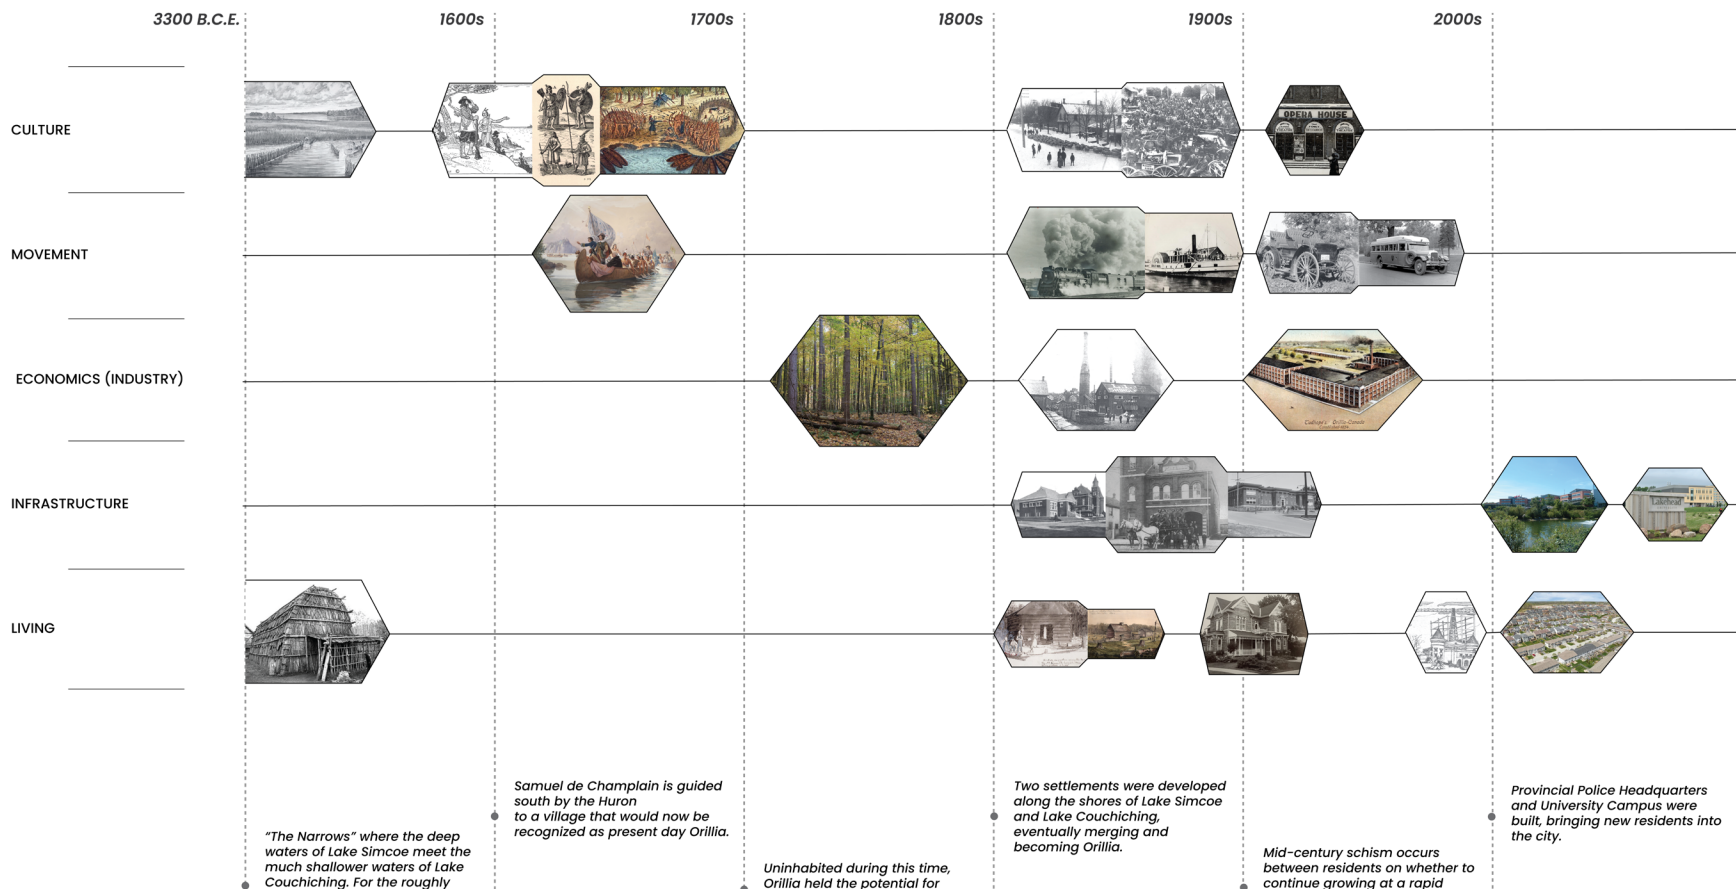 3300 B.C.E.
1600s
1700s
1800s
1900s
2000s
CULTURE
OPERA HOUSE
MOVEMENT
ECONOMICS (INDUSTRY)
INFRASTRUCTURE
LIVING
“The Narrows” where the deep
waters of Lake Simcoe meet the
much shallower waters of Lake
Couchiching. For the roughly
Samuel de Champlain is guided
south by the Huron
to a village that would now be
recognized as present day Orillia.
Uninhabited during this time,
Orillia held the potential for
Two settlements were developed
along the shores of Lake Simcoe
and Lake Couchiching,
eventually merging and
becoming Orillia.
Mid-century schism occurs
between residents on whether to
continue growing at a rapid
Provincial Police Headquarters
and University Campus were
built, bringing new residents into
the city.